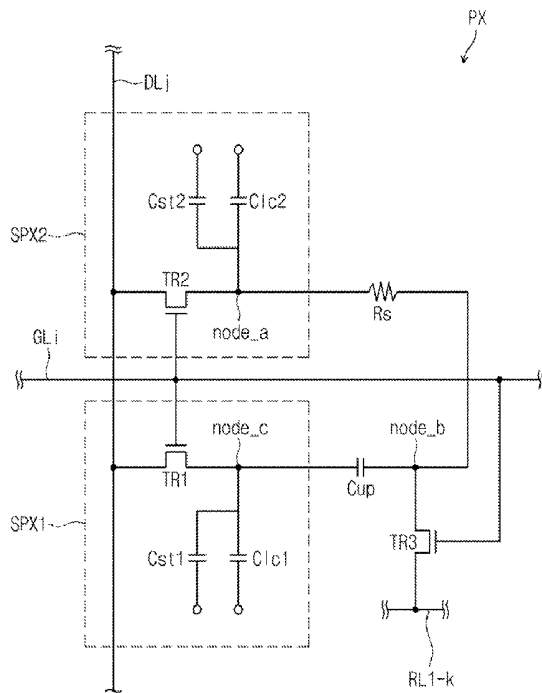 PX
DLj
Cst2
Clc2
SPX2
TR2
node_a
Rs
GLi
node_c
node_b
TR1
Cup
SPX1
TR3
Cst1
Clc1
RL1-k